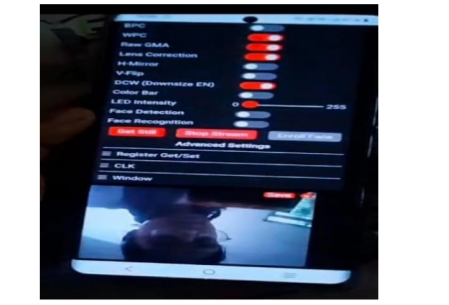 BPC
WPC
Raw GMA
Lens Correction
H-Mirror
V-Flip
DCW (Downsize EN)
Color Bar
LED Intensity 0 255
Face Detection
Face Recognition
Get Still Stop Stream Enroll Face
Advanced Settings
Register Get/Set
CLK
Window
Save